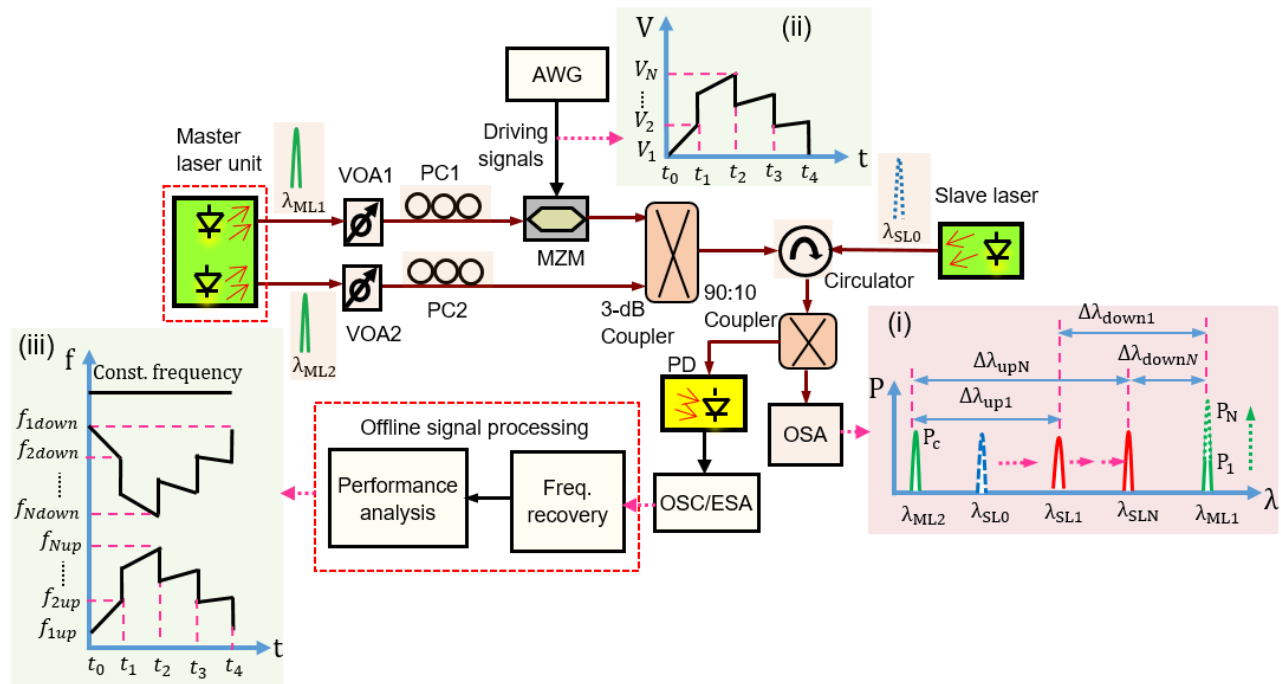 (ii)
V
V_N
V_2
V_1
t_0
t_1
t_2
t_3
t_4
t
AWG
Driving
signals
Master
laser unit
λ_ML1
VOA1
PC1
MZM
λ_SL0
Slave laser
λ_ML2
VOA2
PC2
3-dB
Coupler
90:10
Coupler
Circulator
(iii)
f
Const. frequency
f_1down
f_2down
f_Ndown
f_Nup
f_2up
f_1up
t_0
t_1
t_2
t_3
t_4
t
PD
OSA
OSC/ESA
Offline signal processing
Performance
analysis
Freq.
recovery
(i)
Δλ_down1
Δλ_upN
Δλ_downN
Δλ_up1
P
P_c
P_N
P_1
λ_ML2
λ_SL0
λ_SL1
λ_SLN
λ_ML1
λ